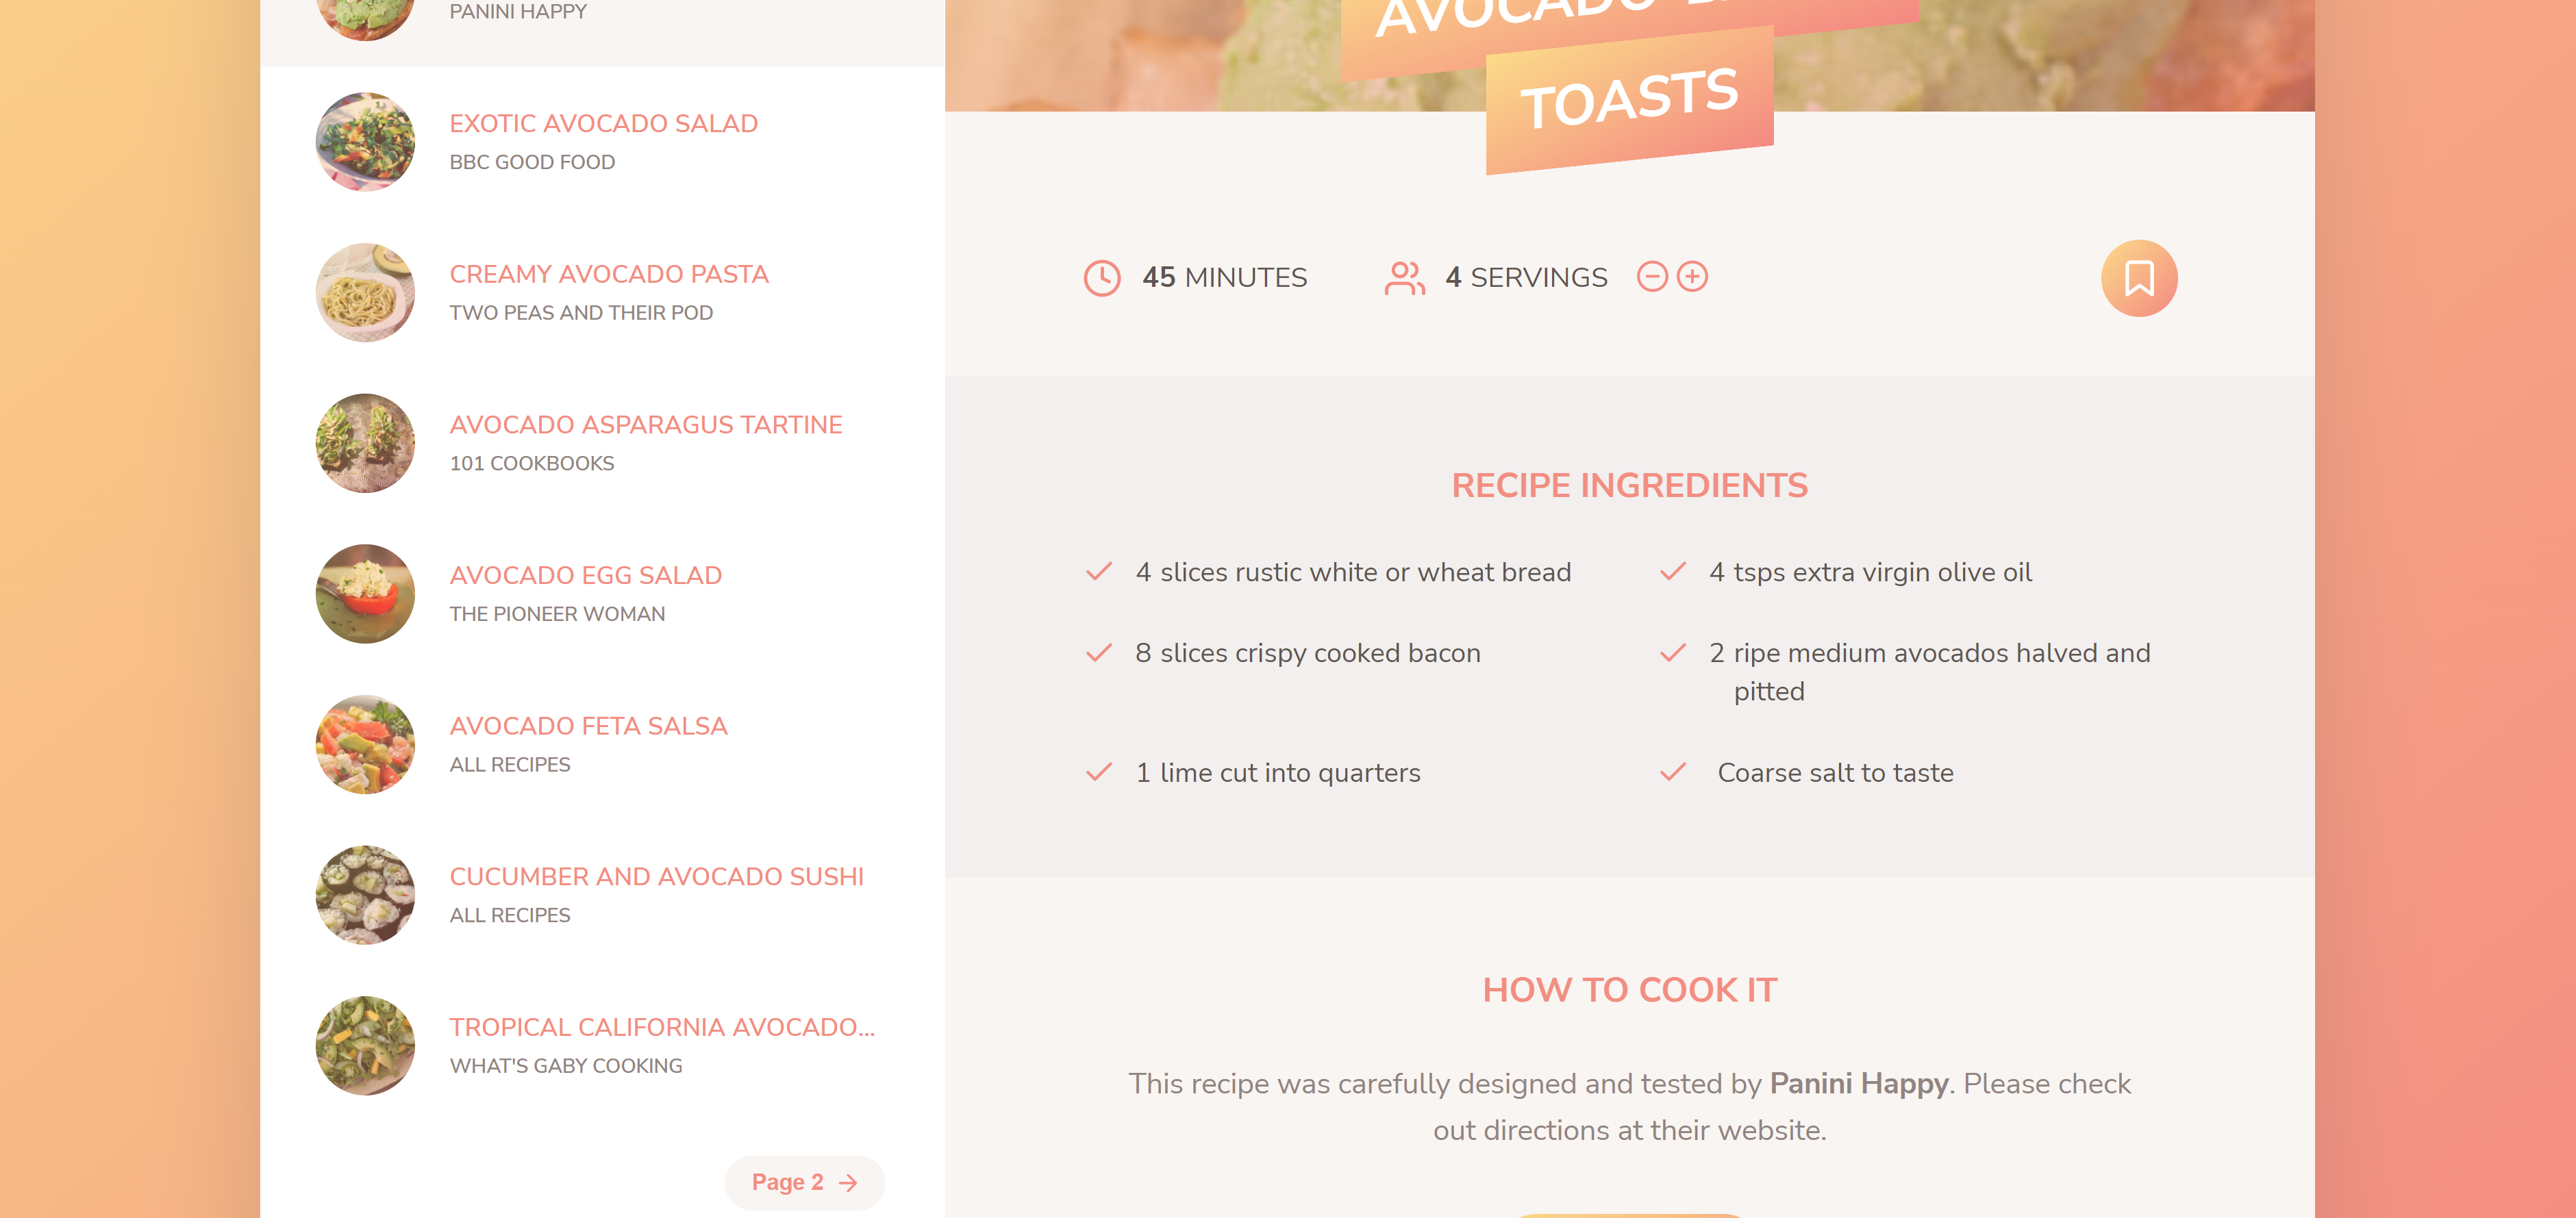 PANINI HAPPY
EXOTIC AVOCADO SALAD
BBC GOOD FOOD
CREAMY AVOCADO PASTA
TWO PEAS AND THEIR POD
AVOCADO ASPARAGUS TARTINE
101 COOKBOOKS
AVOCADO EGG SALAD
THE PIONEER WOMAN
AVOCADO FETA SALSA
ALL RECIPES
CUCUMBER AND AVOCADO SUSHI
ALL RECIPES
TROPICAL CALIFORNIA AVOCADO...
WHAT'S GABY COOKING
Page 2
AVOCADO
TOASTS
45 MINUTES
4 SERVINGS
RECIPE INGREDIENTS
4 slices rustic white or wheat bread
4 tsps extra virgin olive oil
8 slices crispy cooked bacon
2 ripe medium avocados halved and
pitted
1 lime cut into quarters
Coarse salt to taste
HOW TO COOK IT
This recipe was carefully designed and tested by Panini Happy. Please check
out directions at their website.